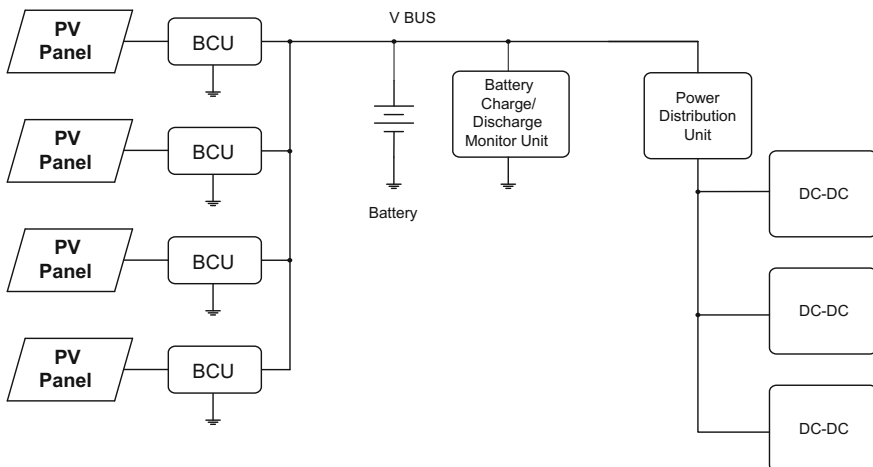 PV
Panel
BCU
V BUS
PV
Panel
BCU
PV
Panel
BCU
PV
Panel
BCU
Battery
Battery
Charge/
Discharge
Monitor Unit
Power
Distribution
Unit
DC-DC
DC-DC
DC-DC